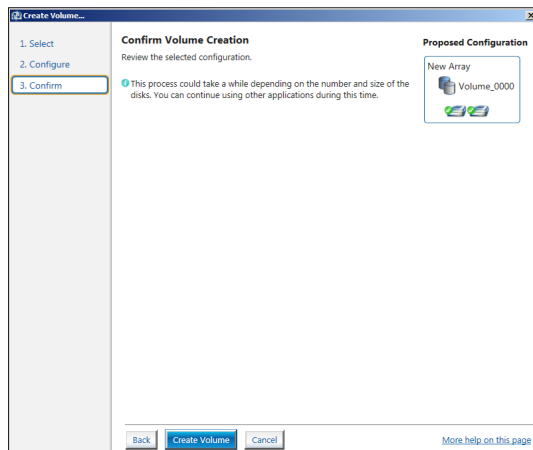 Create Volume...
1. Select
2. Configure
3. Confirm
Confirm Volume Creation
Review the selected configuration.
This process could take a while depending on the number and size of the
disks. You can continue using other applications during this time.
Proposed Configuration
New Array
Volume_0000
Back
Create Volume
Cancel
More help on this page